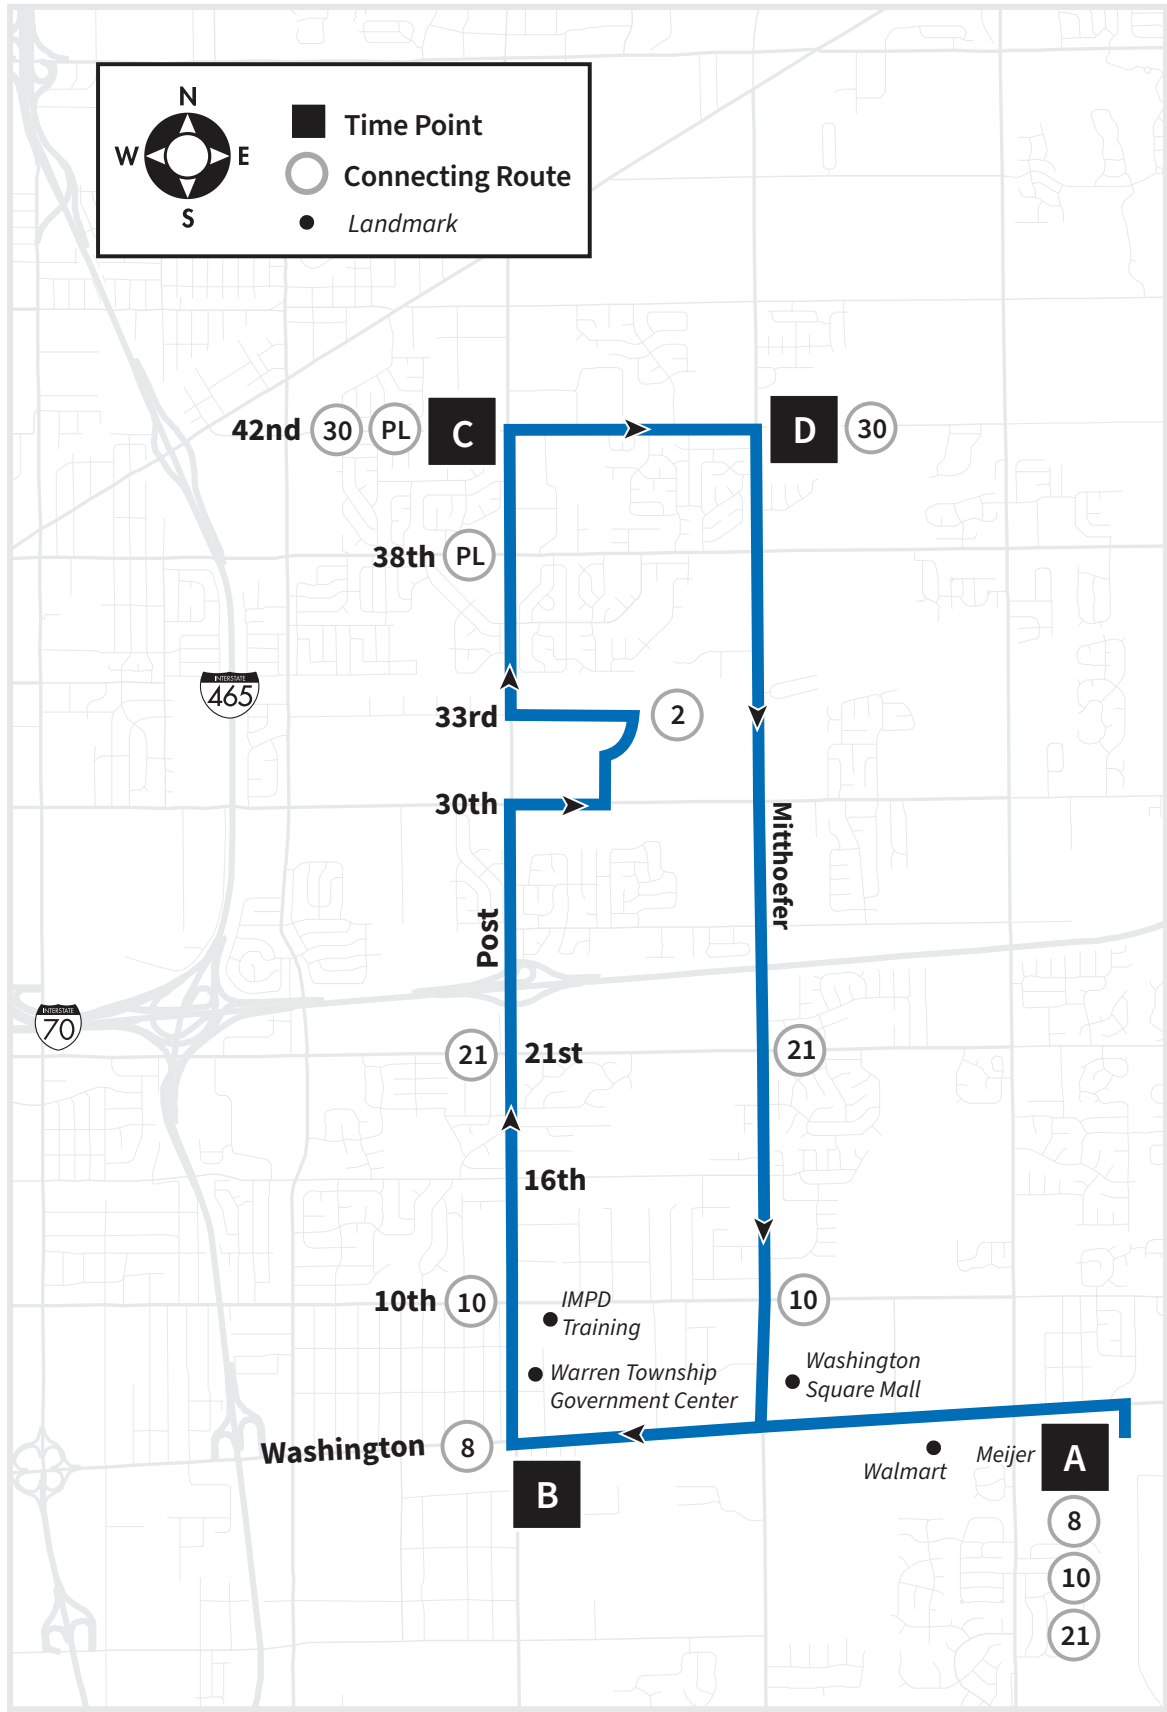 N
W
E
S
Time Point
Connecting Route
Landmark
42nd
30
PL
C
D
30
38th
PL
INTERSTATE
465
33rd
2
30th
Mitthoefer
Post
INTERSTATE
70
21
21st
21
16th
10th
10
IMPD
Training
10
Warren Township
Government Center
Washington
Square Mall
Washington
8
B
Walmart
Meijer
A
8
10
21